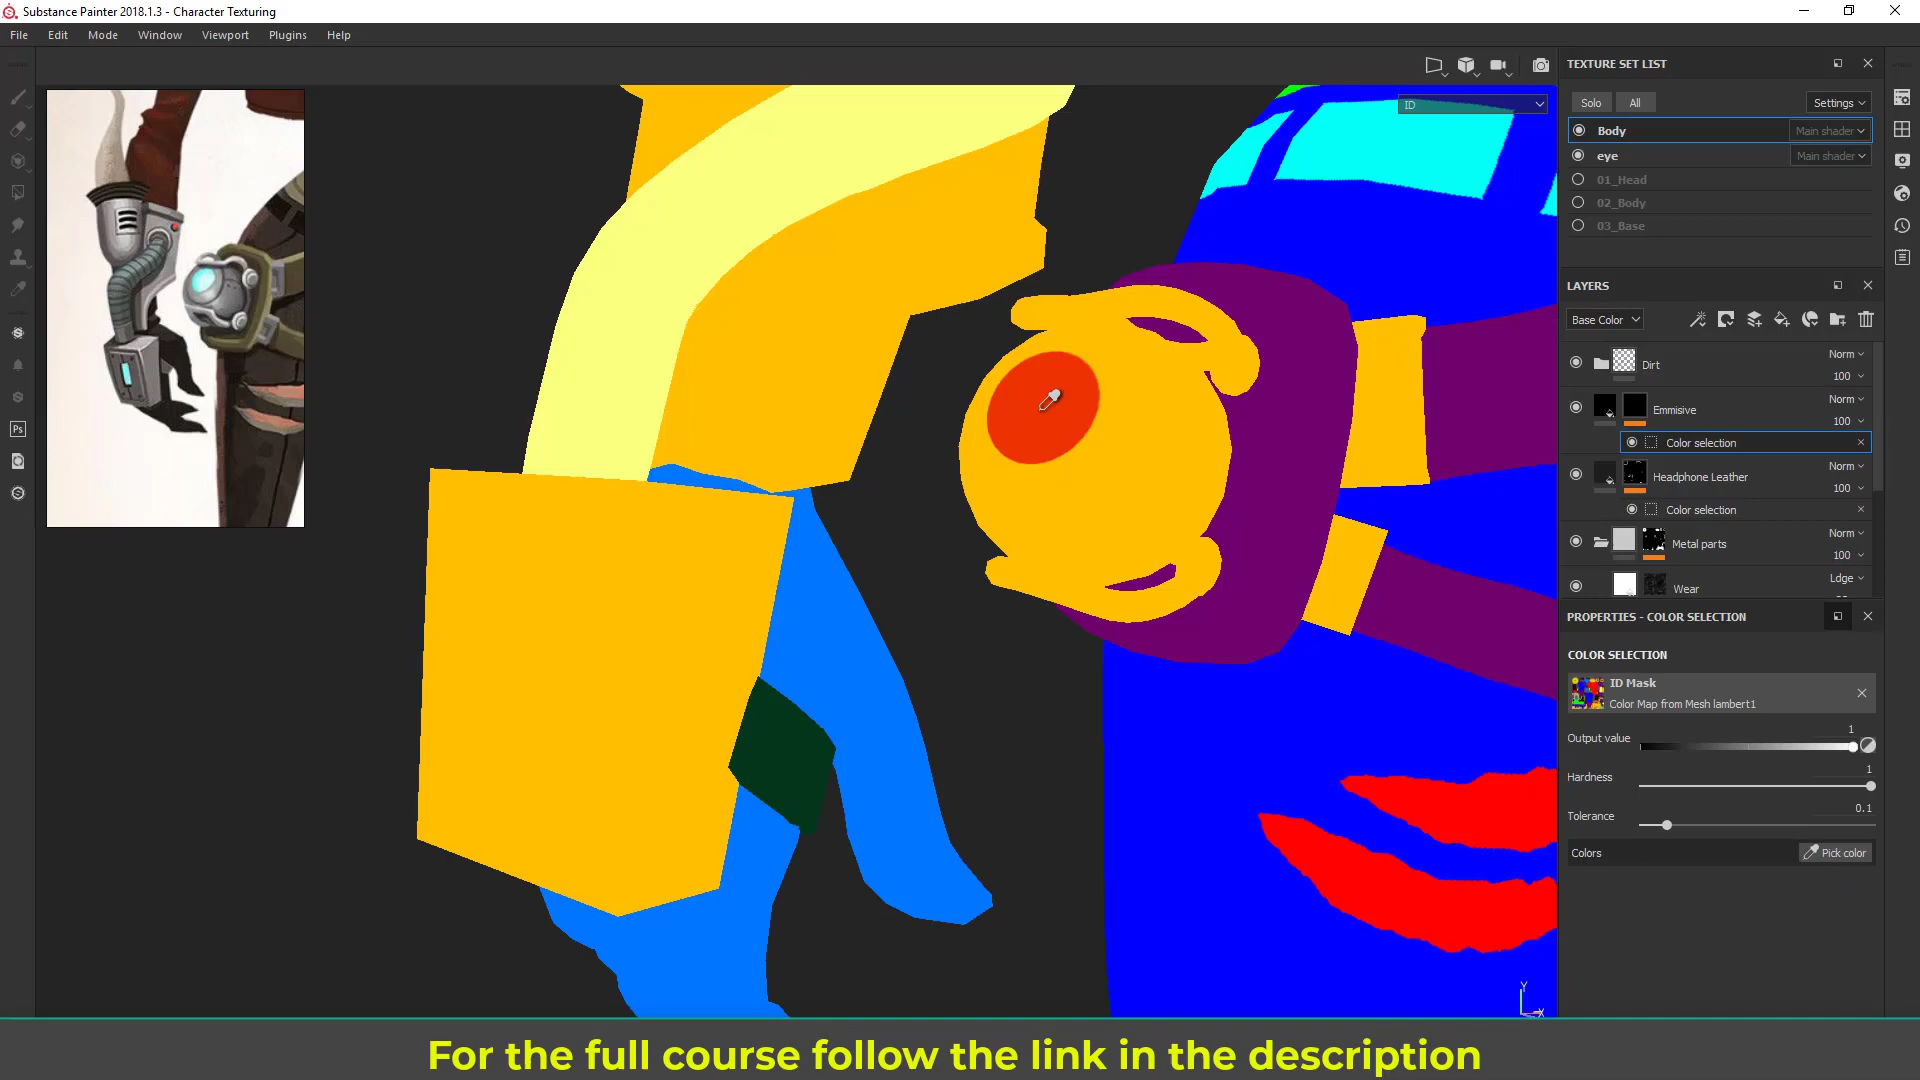 Substance Painter 2018.1.3 - Character Texturing
File Edit Mode Window Viewport Plugins Help
ID
TEXTURE SET LIST
Solo All Settings
Body Main shader
eye Main shader
01_Head
02_Body
03_Base
LAYERS
Base Color
Dirt Norm 100
Emmisive Norm 100
Color selection
Headphone Leather Norm 100
Color selection
Metal parts Norm 100
Wear Ldge
PROPERTIES - COLOR SELECTION
COLOR SELECTION
ID Mask
Color Map from Mesh lambert1
Output value 1
Hardness 1
Tolerance 0.1
Colors Pick color
Ps
Y
X
For the full course follow the link in the description